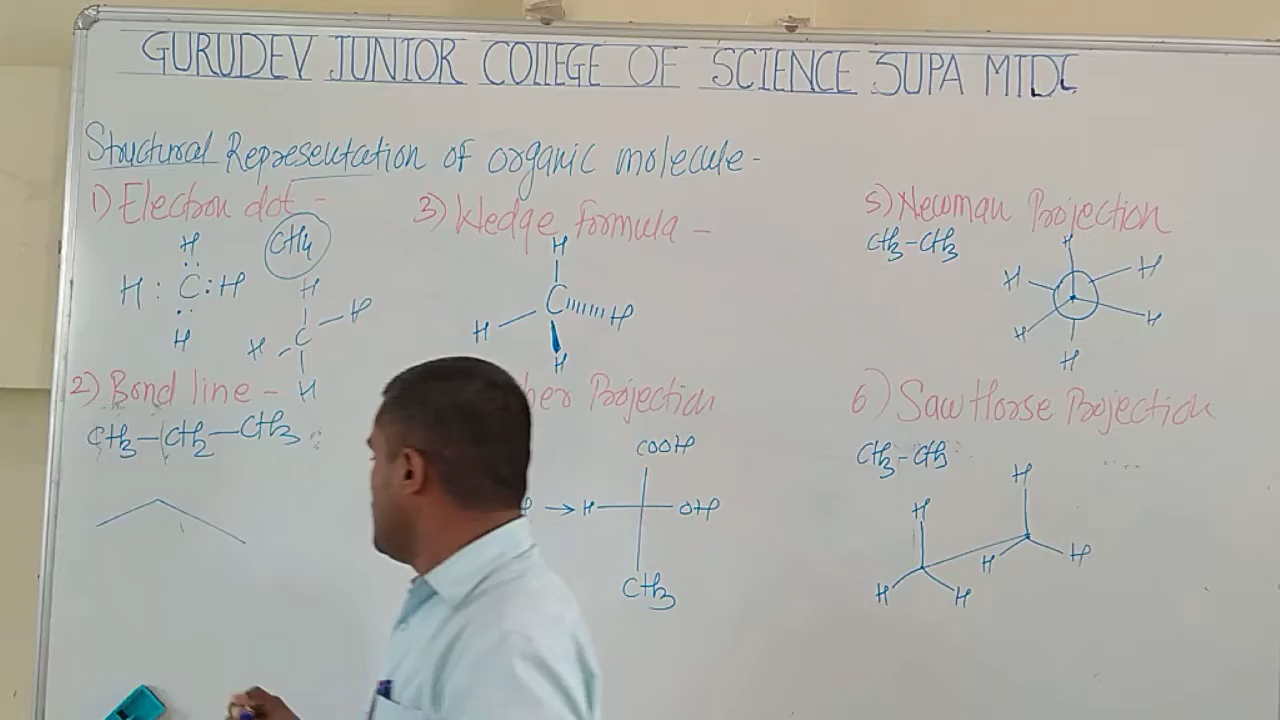 GURUDEV JUNIOR COLLEGE OF SCIENCE SUPA MIDC
Structural Representation of organic molecule-
1) Electron dot -
CH4
H
H : C : H
H
H
C
H
H
H
2) Bond line -
CH3-CH2-CH3
3) Wedge formula -
H
C
H
H
H
Projection
COOH
→ H
OH
CH3
5) Newman Projection
CH3-CH3
H
H
H
H
H
H
6) Saw Horse Projection
CH3-CH3
H
H
H
H
H
H